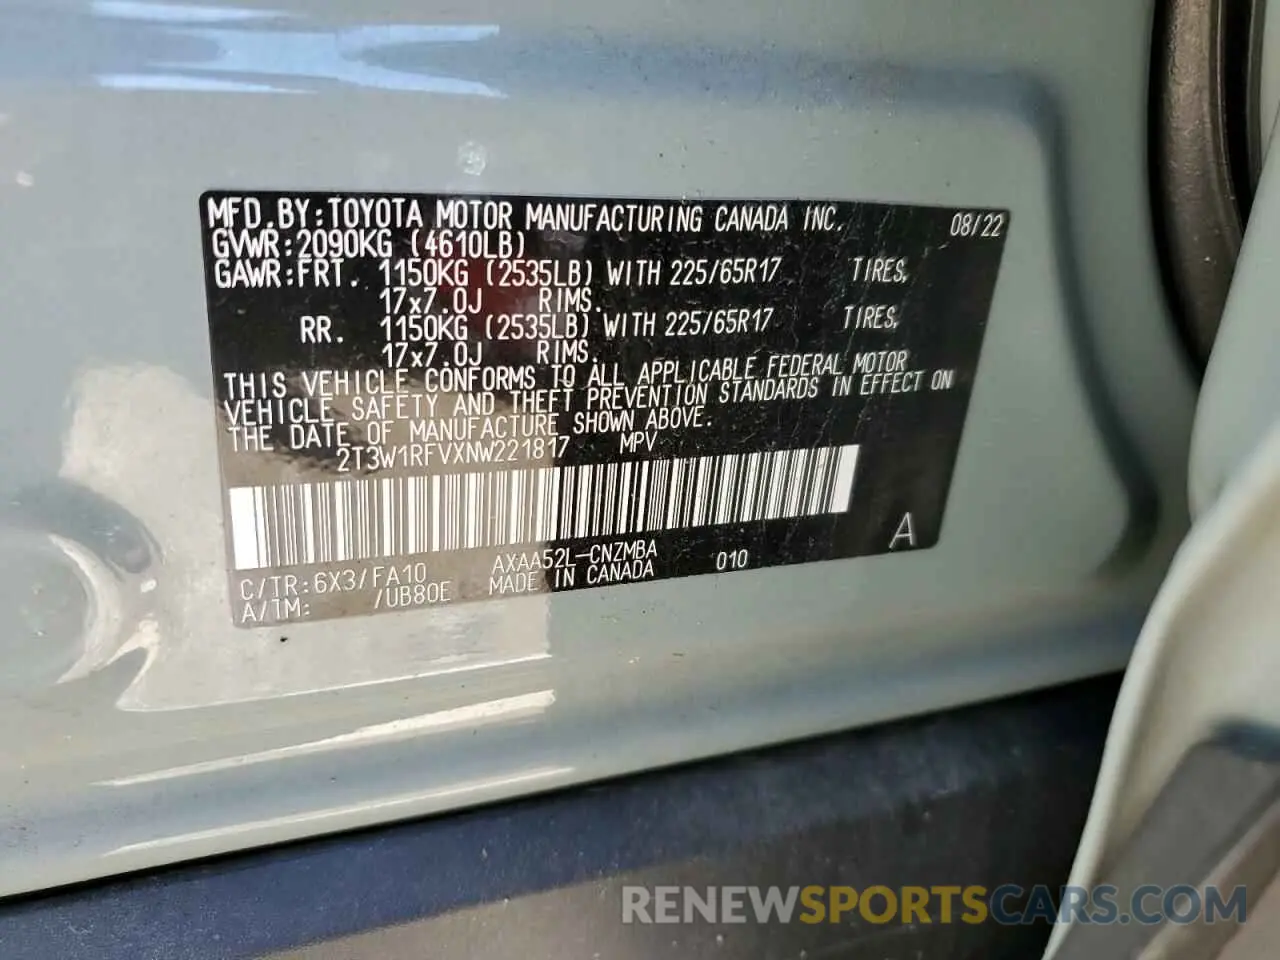 MFD.BY:TOYOTA MOTOR MANUFACTURING CANADA INC. 08/22
GVWR:2090KG (4610LB)
GAWR:FRT. 1150KG (2535LB) WITH 225/65R17 TIRES,
17x7.0J RIMS.
RR. 1150KG (2535LB) WITH 225/65R17 TIRES,
17x7.0J RIMS.
THIS VEHICLE CONFORMS TO ALL APPLICABLE FEDERAL MOTOR
VEHICLE SAFETY AND THEFT PREVENTION STANDARDS IN EFFECT ON
THE DATE OF MANUFACTURE SHOWN ABOVE.
2T3W1RFVXNW221817 MPV
C/TR:6X3/FA10 AXAA52L-CNZMBA 010 A
A/TM: /UB80E MADE IN CANADA
RENEWSPORTSCARS.COM